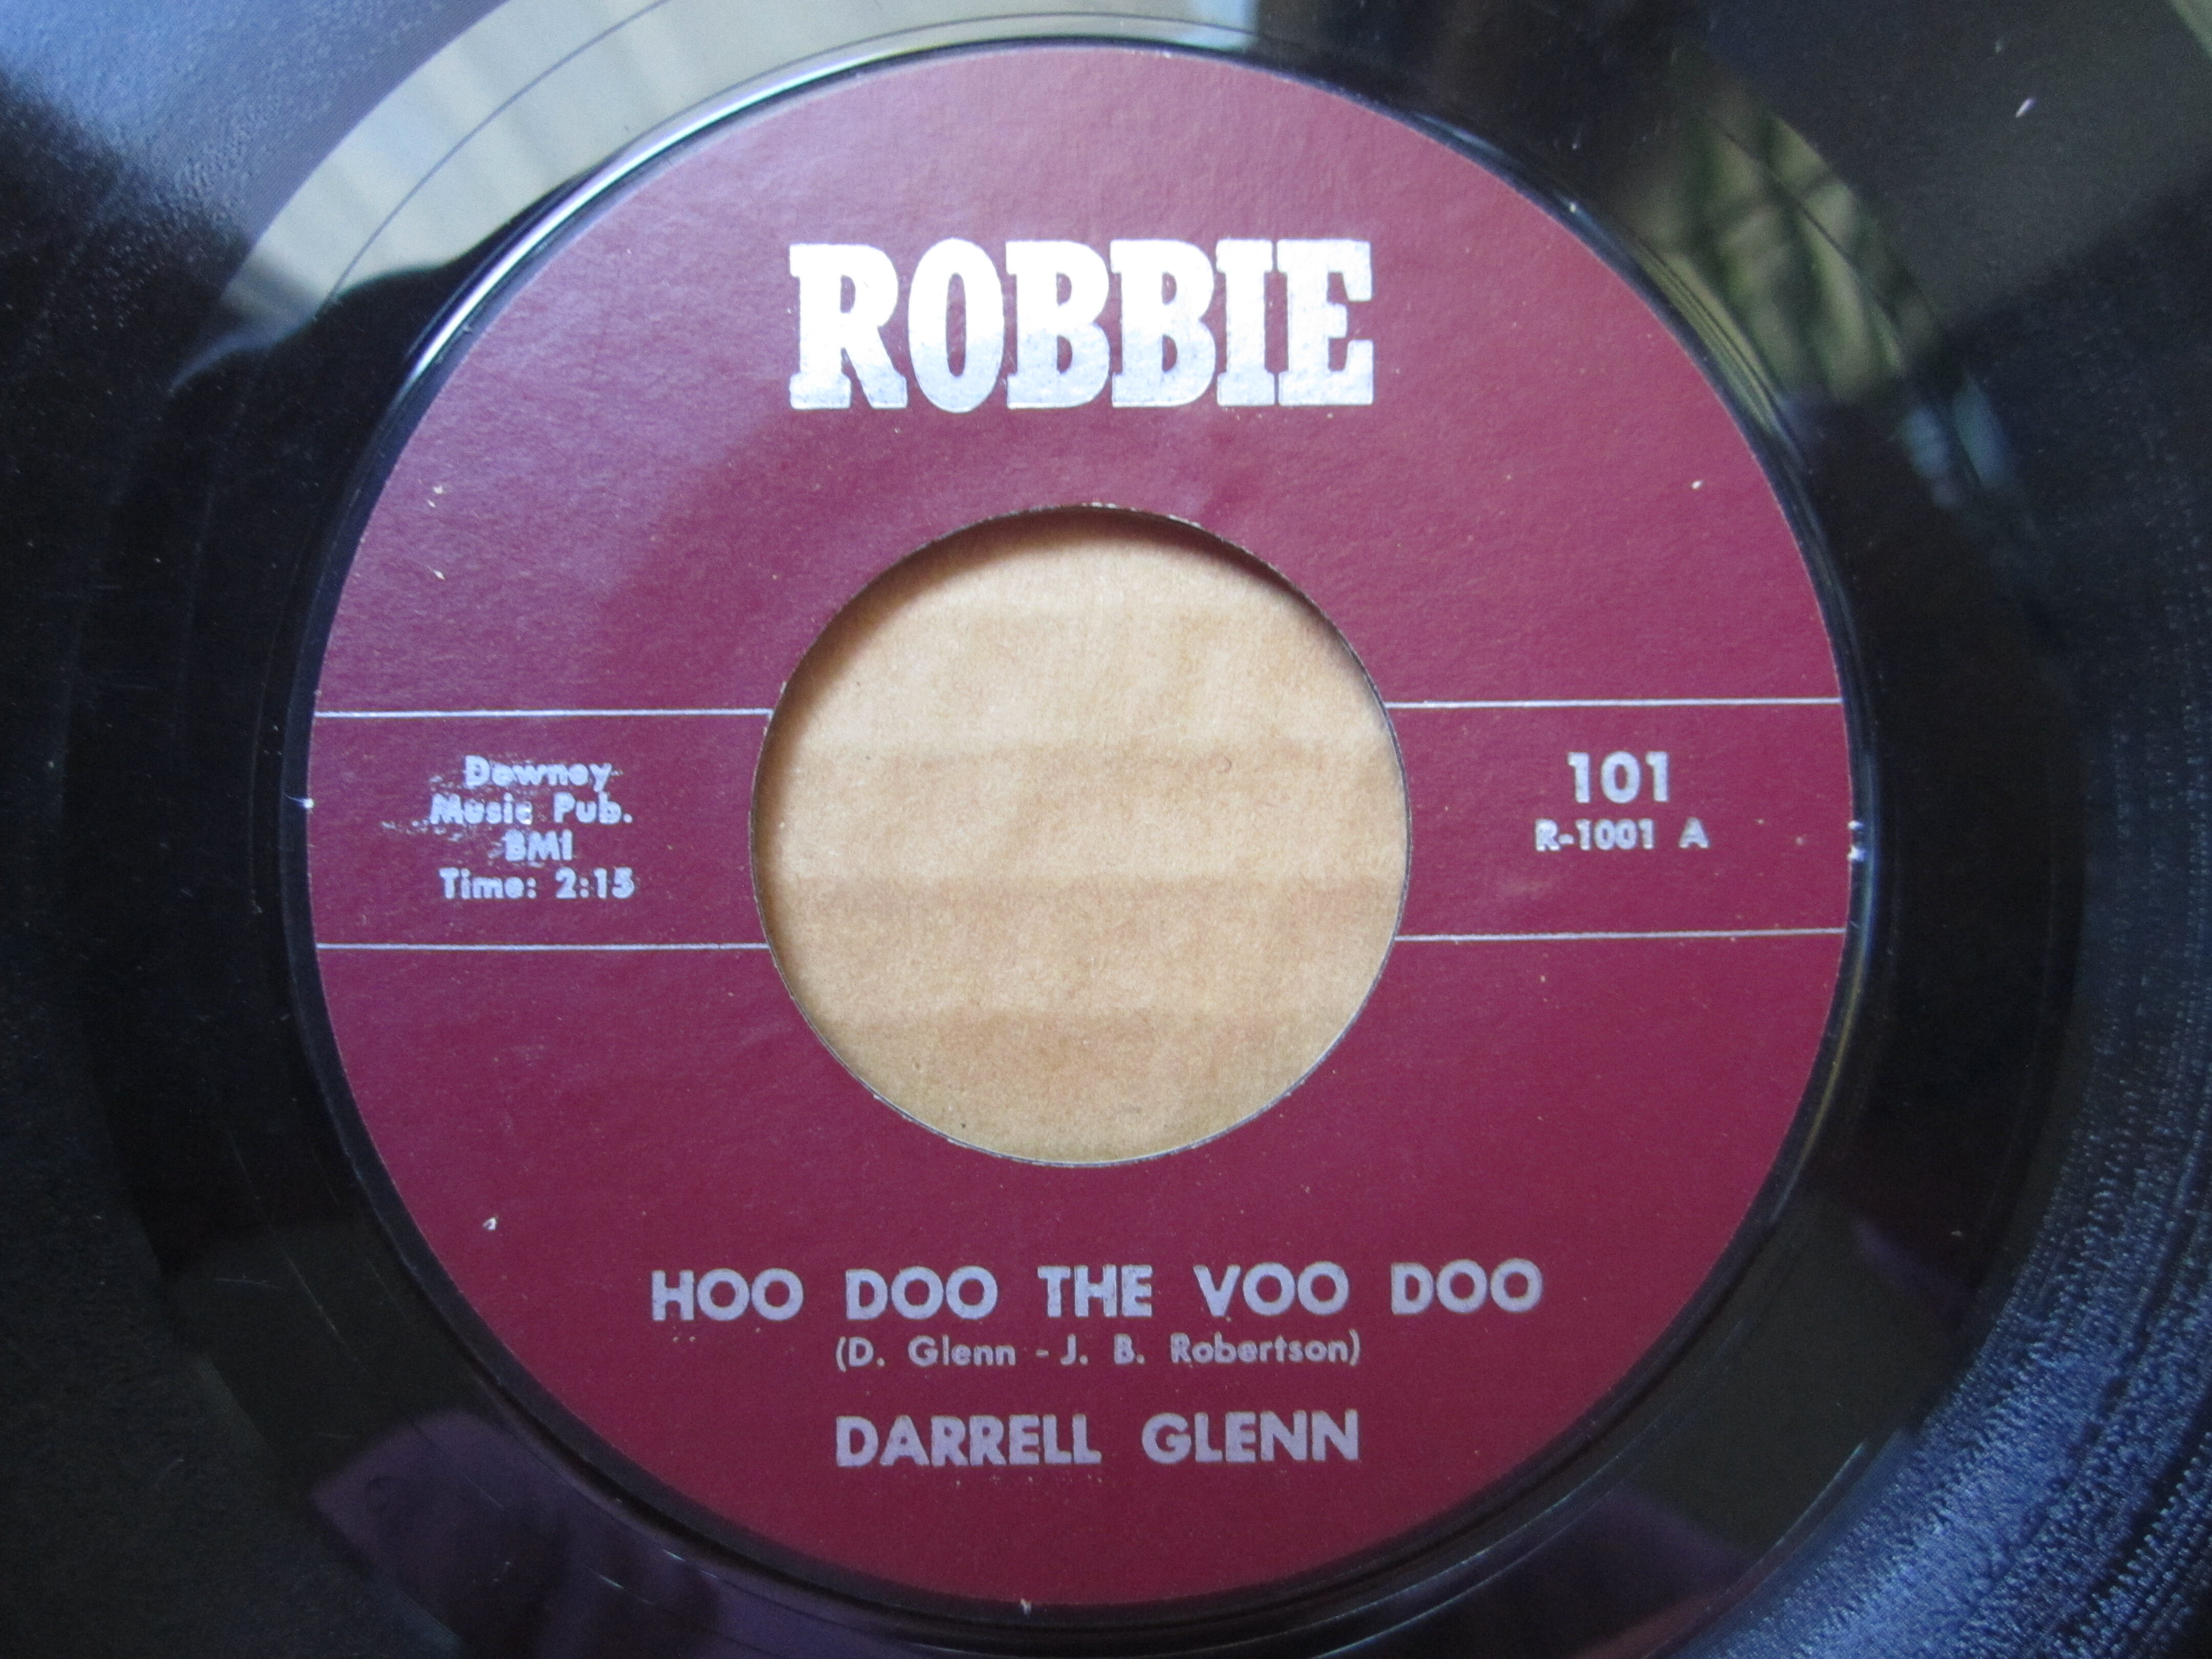 ROBBIE
Downey
Music Pub.
BMI
Time: 2:15
101
R-1001 A
HOO DOO THE VOO DOO
(D. Glenn - J. B. Robertson)
DARRELL GLENN